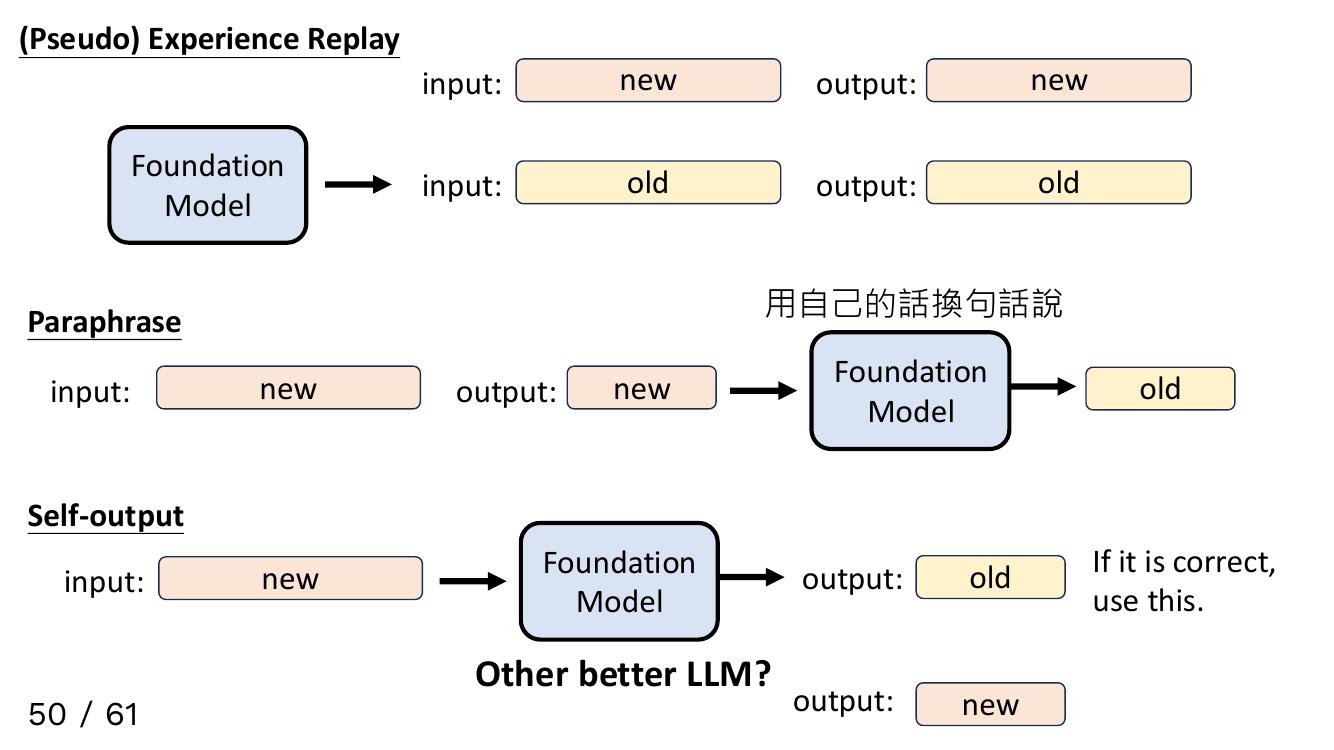 (Pseudo) Experience Replay
input: new output: new
Foundation
Model
input: old output: old
用自己的話換句話說
Paraphrase
input: new output: new
Foundation
Model
old
Self-output
input: new
Foundation
Model
output: old
If it is correct,
use this.
Other better LLM?
output: new
50 / 61